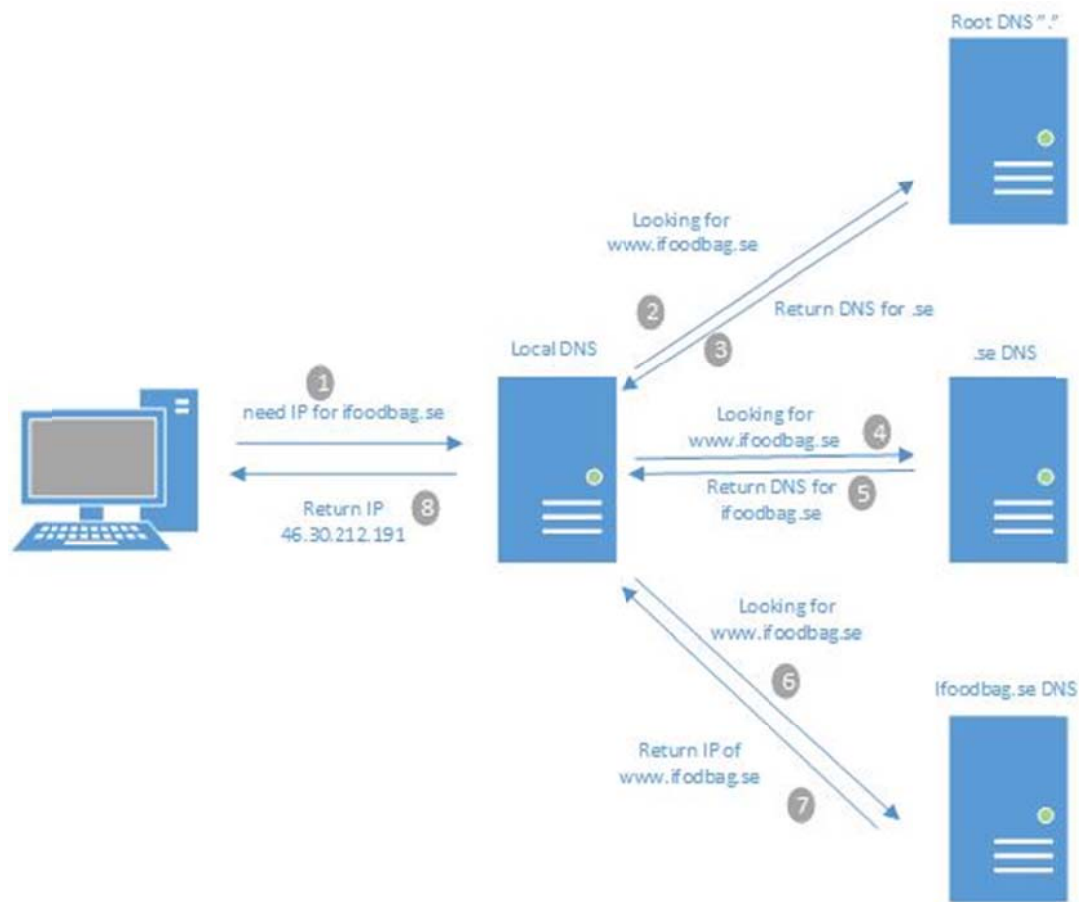 Root DNS "."
Looking for
www.ifoodbag.se
2
Return DNS for .se
3
Local DNS
.se DNS
1
need IP for ifoodbag.se
Looking for
www.ifoodbag.se
4
Return DNS for
ifoodbag.se
5
Return IP
46.30.212.191
8
Looking for
www.ifoodbag.se
6
Ifoodbag.se DNS
Return IP of
www.ifodbag.se
7